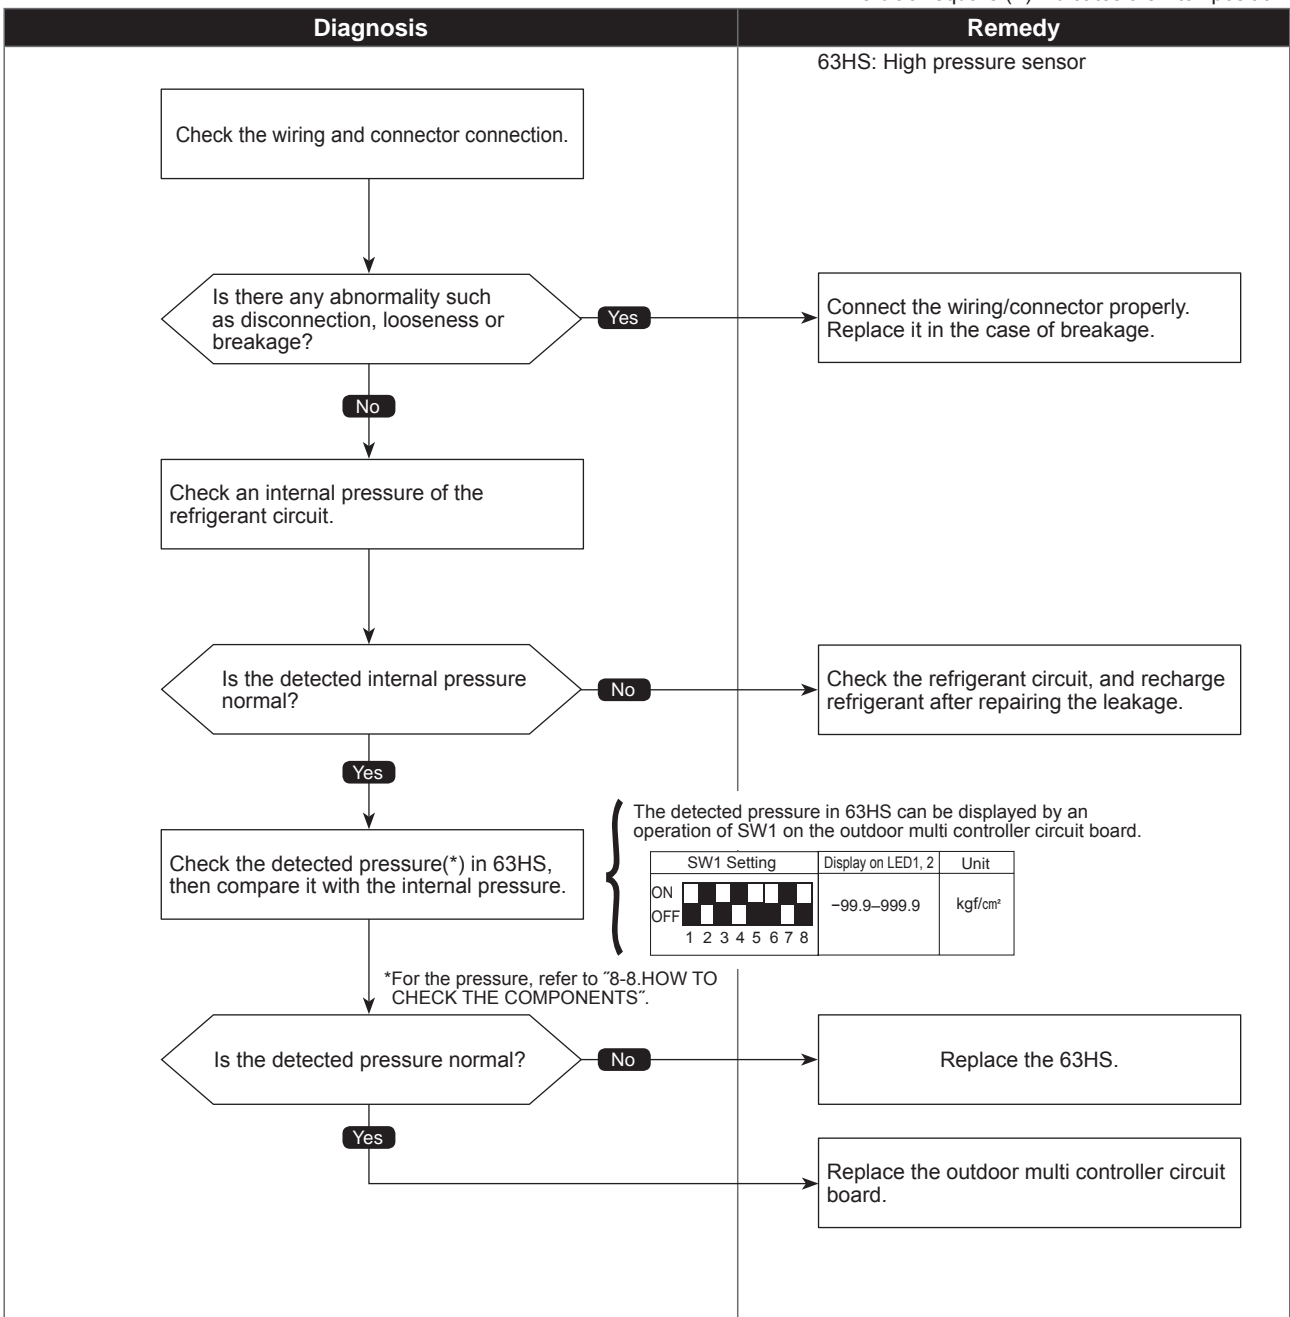 Diagnosis
Remedy
63HS: High pressure sensor
Check the wiring and connector connection.
Is there any abnormality such
as disconnection, looseness or
breakage?
Yes
Connect the wiring/connector properly.
Replace it in the case of breakage.
No
Check an internal pressure of the
refrigerant circuit.
Is the detected internal pressure
normal?
No
Check the refrigerant circuit, and recharge
refrigerant after repairing the leakage.
Yes
Check the detected pressure(*) in 63HS,
then compare it with the internal pressure.
The detected pressure in 63HS can be displayed by an
operation of SW1 on the outdoor multi controller circuit board.
SW1 Setting
Display on LED1, 2
Unit
ON
OFF
1 2 3 4 5 6 7 8
−99.9–999.9
kgf/cm²
*For the pressure, refer to ˝8-8.HOW TO
CHECK THE COMPONENTS˝.
Is the detected pressure normal?
No
Replace the 63HS.
Yes
Replace the outdoor multi controller circuit
board.